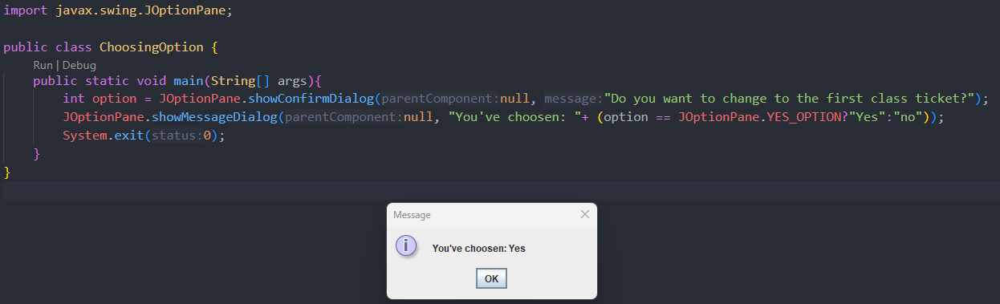 import javax.swing.JOptionPane;
public class ChoosingOption {
Run | Debug
public static void main(String[] args){
int option = JOptionPane.showConfirmDialog(parentComponent:null, message:"Do you want to change to the first class ticket?");
JOptionPane.showMessageDialog(parentComponent:null, "You've choosen: "+ (option == JOptionPane.YES_OPTION?"Yes":"no"));
System.exit(status:0);
}
}
Message
i
You've choosen: Yes
OK